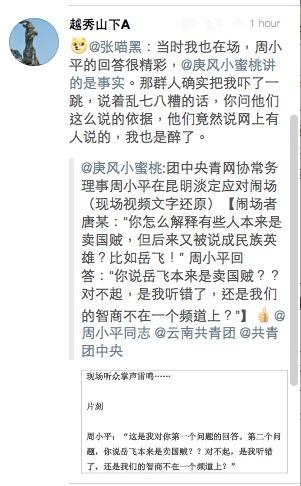 越秀山下A
1 hour
@张喵黑：当时我也在场，周小
平的回答很精彩，@庚风小蜜桃讲
的是事实。那群人确实把我吓了一
跳，说着乱七八糟的话，你问他们
这么说的依据，他们竟然说网上有
人说的，我也是醉了。
@庚风小蜜桃:团中央青网协常务
理事周小平在昆明淡定应对闹场
（现场视频文字还原）【闹场者
唐某：“你怎么解释有些人本来是
卖国贼，但后来又被说成民族英
雄？比如岳飞！” 周小平回
答：“你说岳飞本来是卖国贼？？
对不起，是我听错了，还是我们
的智商不在一个频道上？”】 @
周小平同志 @云南共青团 @共青
团中央
现场听众掌声雷鸣……
片刻
周小平：“这是我对你第一个问题的回答。第二个问
题，你说岳飞本来是卖国贼？？对不起，是我听错
了，还是我们的智商不在一个频道上？”